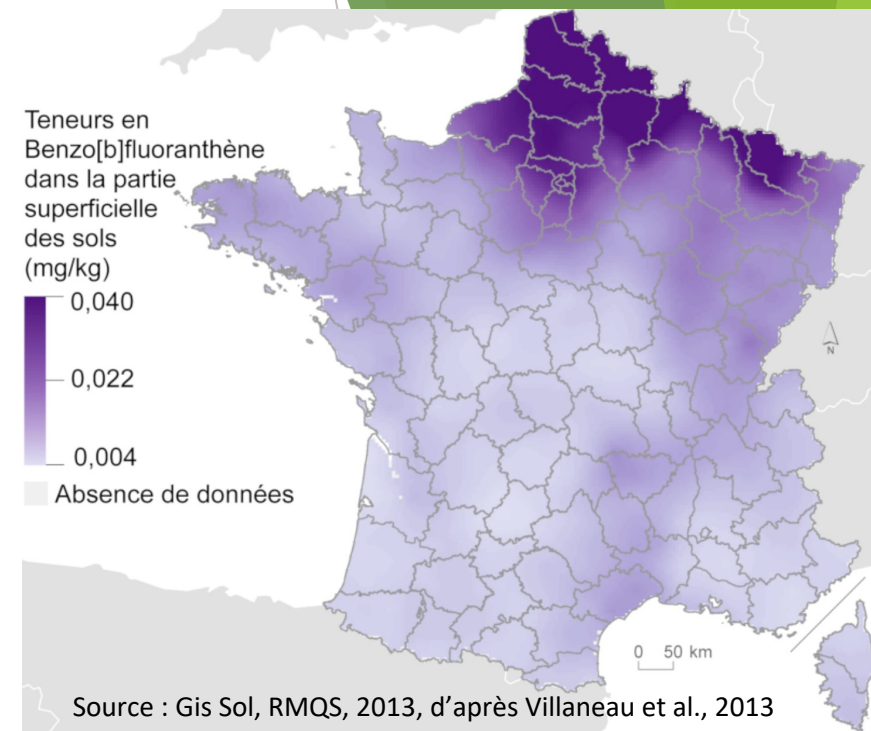 Teneurs en
Benzo[b]fluoranthène
dans la partie
superficielle
des sols
(mg/kg)
0,040
0,022
0,004
Absence de données
N
0 50 km
Source : Gis Sol, RMQS, 2013, d'après Villaneau et al., 2013